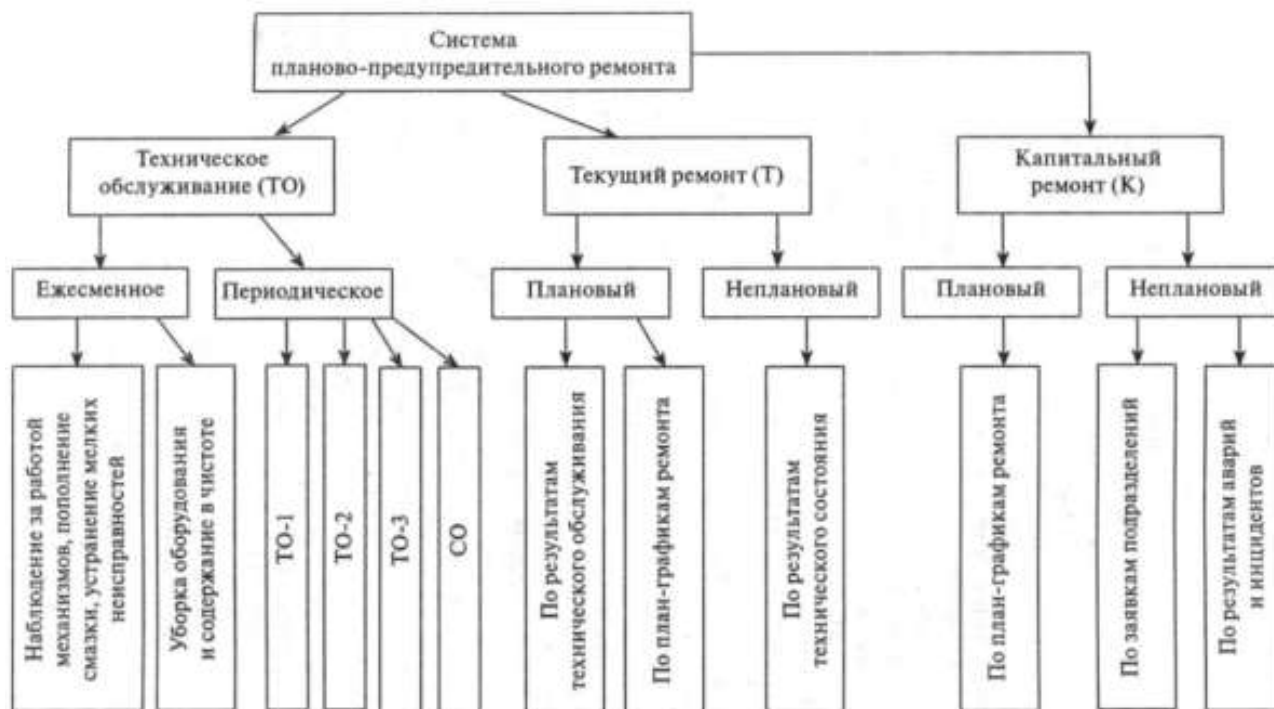 Система
планово-предупредительного ремонта
Техническое
обслуживание (ТО)
Текущий ремонт (Т)
Капитальный
ремонт (К)
Ежесменное
Периодическое
Плановый
Неплановый
Плановый
Неплановый
Наблюдение за работой
механизмов, пополнение
смазки, устранение мелких
неисправностей
Уборка оборудования
и содержание в чистоте
ТО-1
ТО-2
ТО-3
СО
По результатам
технического обслуживания
По план-графикам ремонта
По результатам
технического состояния
По план-графикам ремонта
По заявкам подразделений
По результатам аварий
и инцидентов